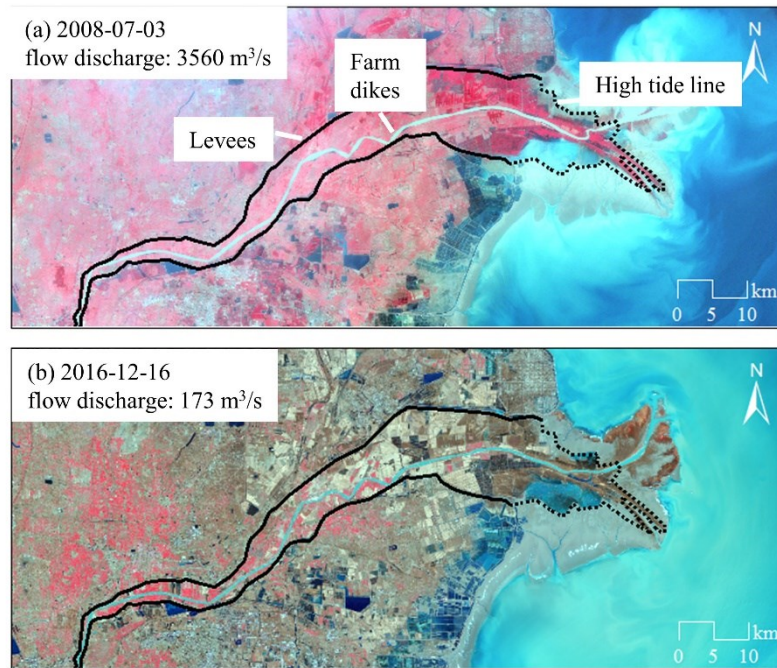 (a) 2008-07-03
flow discharge: 3560 m³/s
Farm
dikes
Levees
High tide line
N
km
0 5 10
(b) 2016-12-16
flow discharge: 173 m³/s
N
km
0 5 10